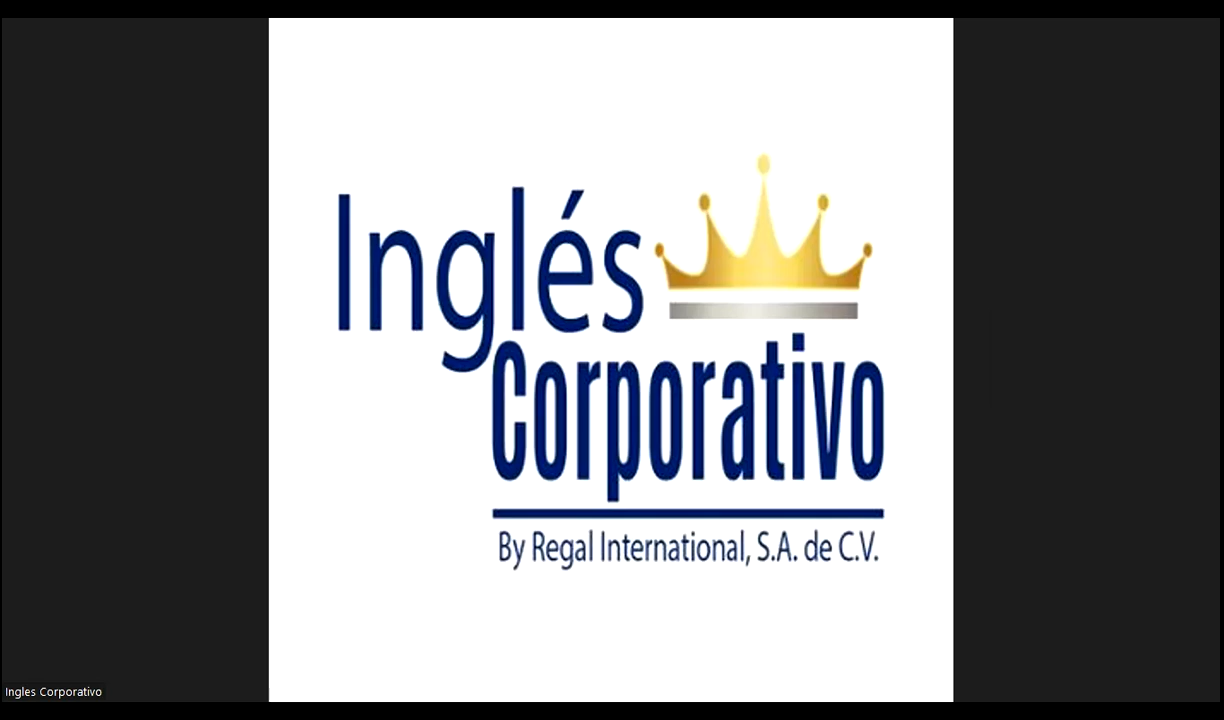 Inglés
Corporativo
By Regal International, S.A. de C.V.
Ingles Corporativo